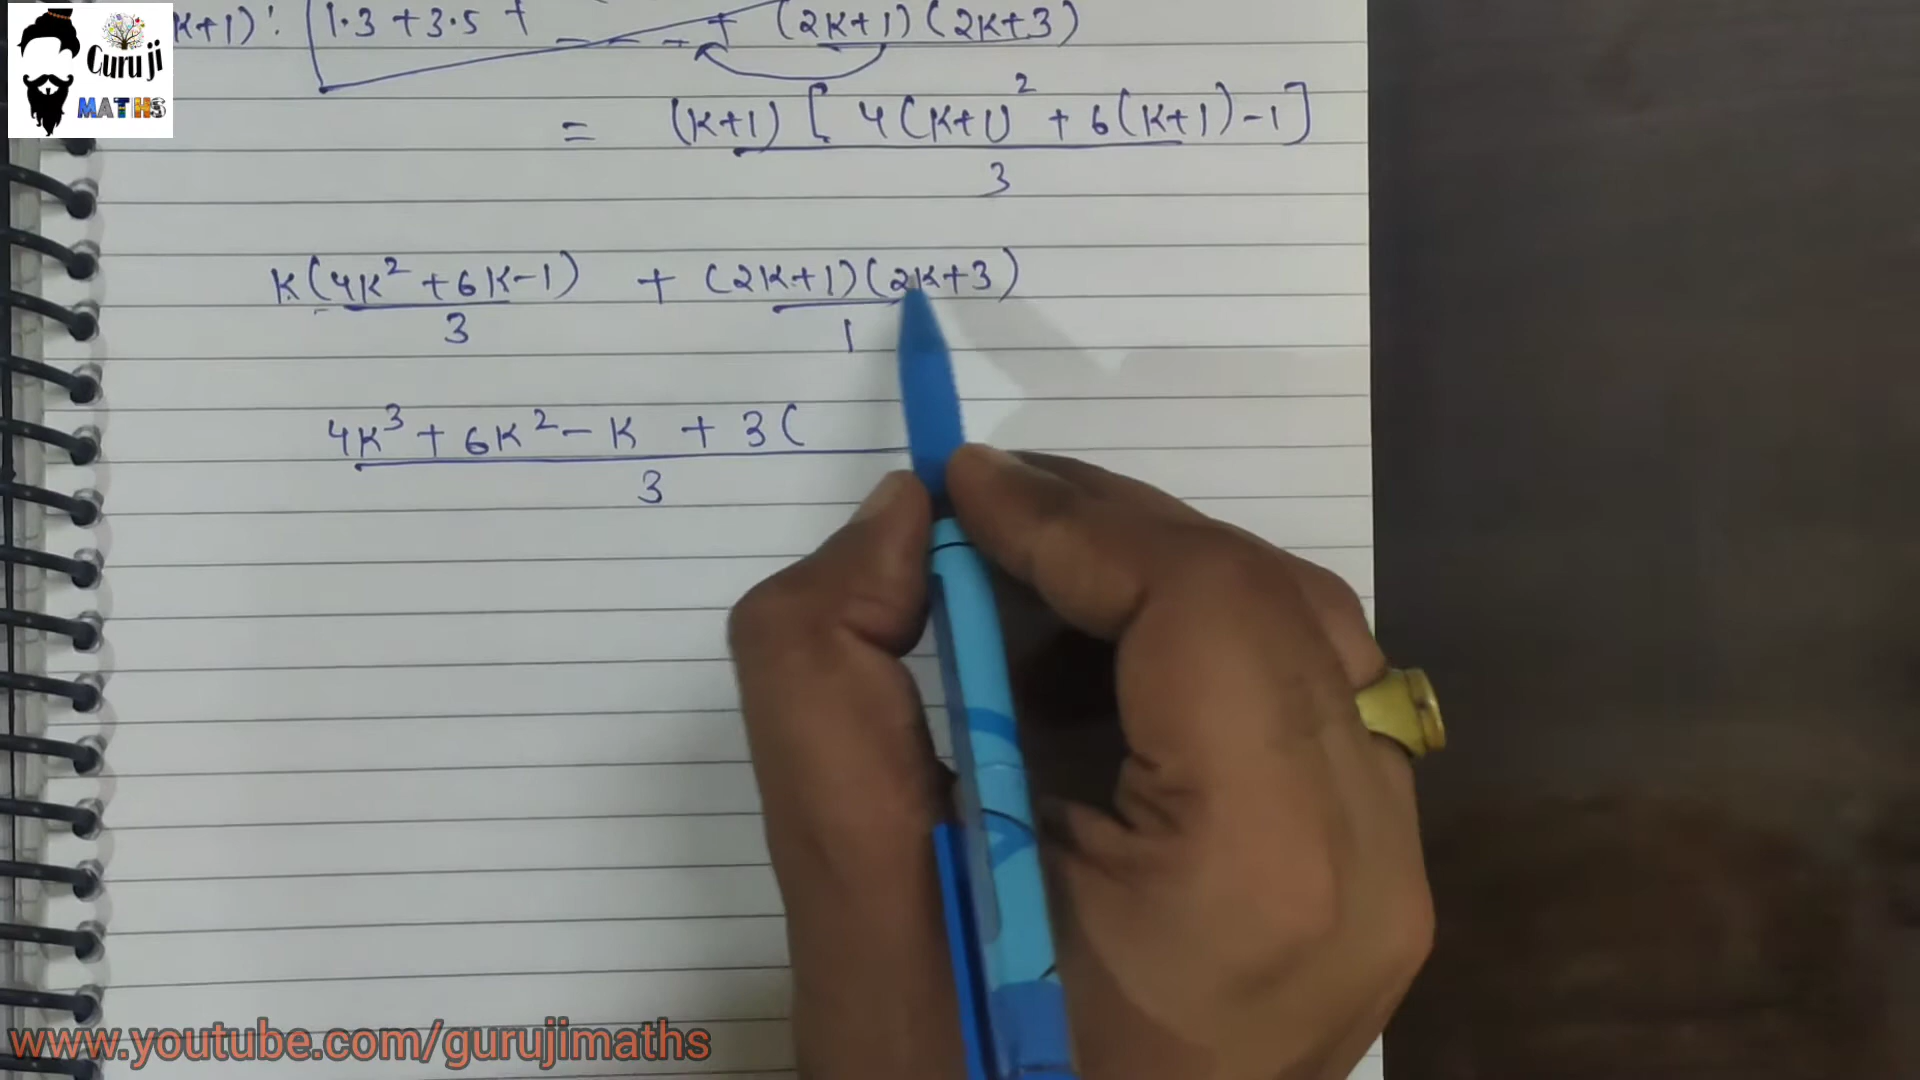 Guru ji
MATHS
K+1): 1·3 + 3·5 + _ _ _ _ + (2K+1)(2K+3)
= (K+1) [ 4(K+1)² + 6(K+1) - 1 ]
3
K(4K² + 6K - 1) + (2K+1)(2K+3)
3 1
4K³ + 6K² - K + 3(
3
www.youtube.com/gurujimaths